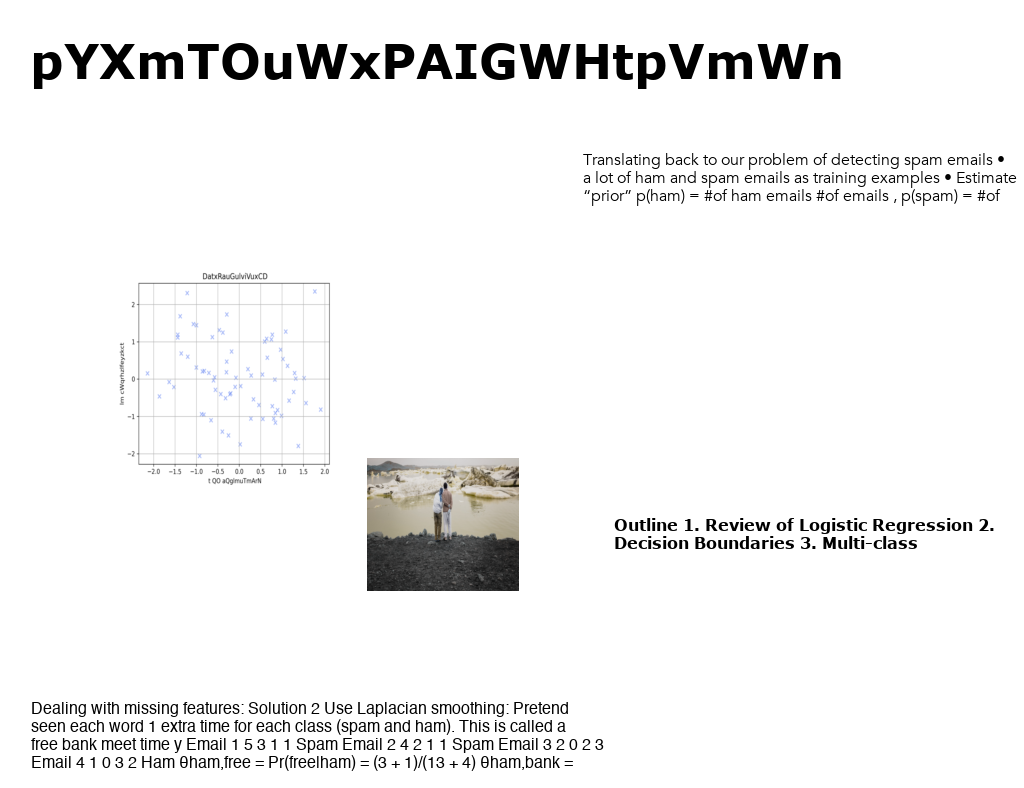 pYXmTOuWxPAIGWHtpVmWn
Translating back to our problem of detecting spam emails •
a lot of ham and spam emails as training examples • Estimate
“prior” p(ham) = #of ham emails #of emails , p(spam) = #of
DatxRauGulviVuxCD
2
1
0
−1
−2
−2.0 −1.5 −1.0 −0.5 0.0 0.5 1.0 1.5 2.0
t QO aQglmuTmArN
Outline 1. Review of Logistic Regression 2.
Decision Boundaries 3. Multi-class
Dealing with missing features: Solution 2 Use Laplacian smoothing: Pretend
seen each word 1 extra time for each class (spam and ham). This is called a
free bank meet time y Email 1 5 3 1 1 Spam Email 2 4 2 1 1 Spam Email 3 2 0 2 3
Email 4 1 0 3 2 Ham θham,free = Pr(free|ham) = (3 + 1)/(13 + 4) θham,bank =